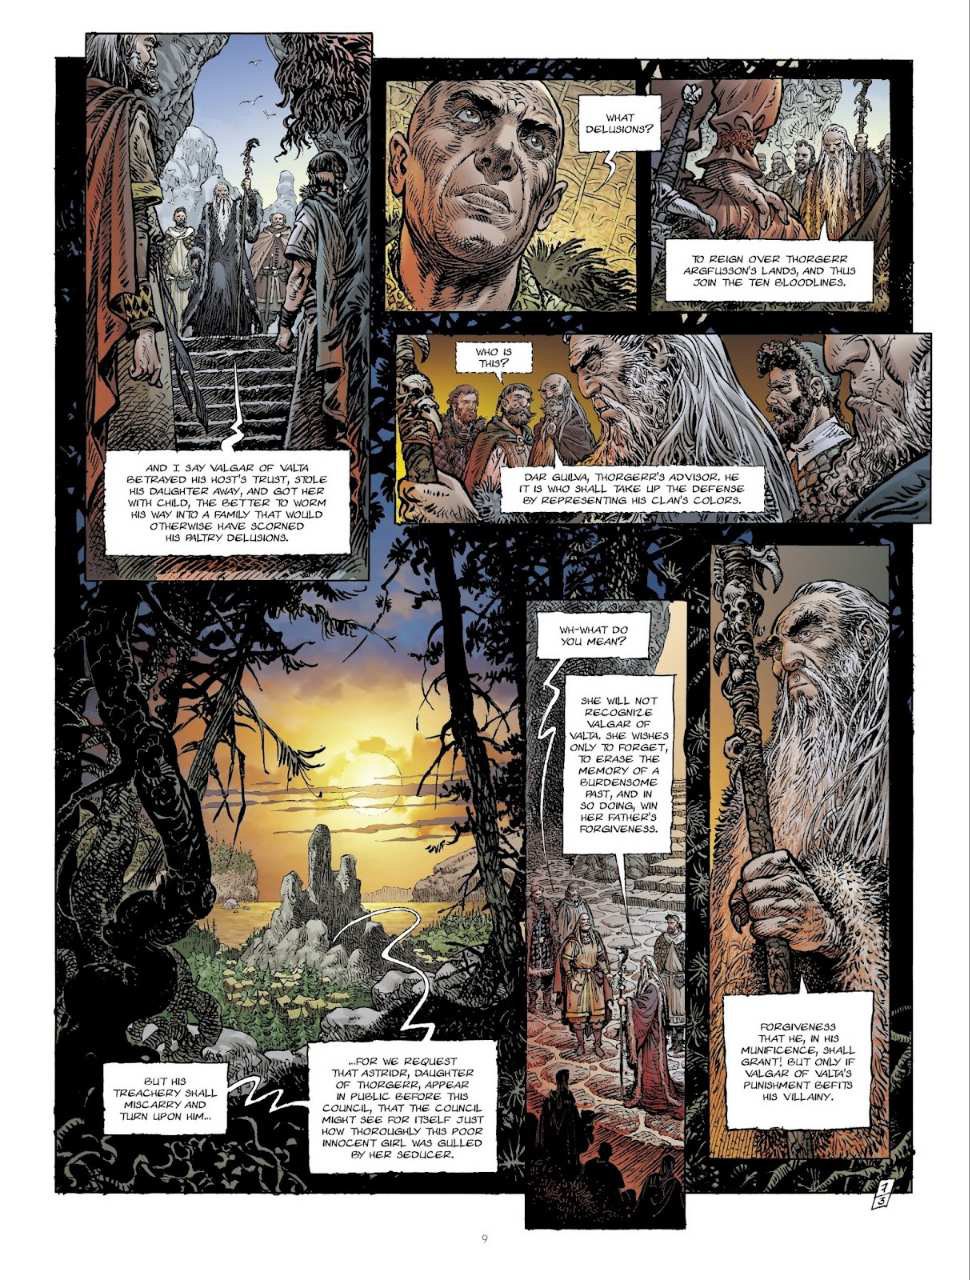 AND I SAY VALGAR OF VALTA
BETRAYED HIS HOST'S TRUST, STOLE
HIS DAUGHTER AWAY, AND GOT HER
WITH CHILD, THE BETTER TO WORM
HIS WAY INTO A FAMILY THAT WOULD
OTHERWISE HAVE SCORNED
HIS PALTRY DELUSIONS.
WHAT
DELUSIONS?
TO REIGN OVER THORGERR
ARGFUSSON'S LANDS, AND THUS
JOIN THE TEN BLOODLINES.
WHO IS
THIS?
DAR GUILVA, THORGERR'S ADVISOR. HE
IT IS WHO SHALL TAKE UP THE DEFENSE
BY REPRESENTING HIS CLAN'S COLORS.
BUT HIS
TREACHERY SHALL
MISCARRY AND
TURN UPON HIM...
...FOR WE REQUEST
THAT ASTRIDR, DAUGHTER
OF THORGERR, APPEAR
IN PUBLIC BEFORE THIS
COUNCIL, THAT THE COUNCIL
MIGHT SEE FOR ITSELF JUST
HOW THOROUGHLY THIS POOR
INNOCENT GIRL WAS GULLED
BY HER SEDUCER.
WH-WHAT DO
YOU MEAN?
SHE WILL NOT
RECOGNIZE
VALGAR OF
VALTA. SHE WISHES
ONLY TO FORGET,
TO ERASE THE
MEMORY OF A
BURDENSOME
PAST, AND IN
SO DOING, WIN
HER FATHER'S
FORGIVENESS.
FORGIVENESS
THAT HE, IN HIS
MUNIFICENCE, SHALL
GRANT! BUT ONLY IF
VALGAR OF VALTA'S
PUNISHMENT BEFITS
HIS VILLAINY.
7
3
9